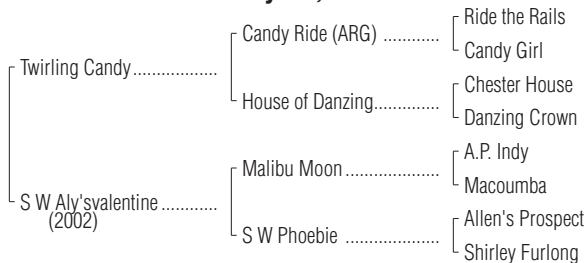 Ride the Rails
Candy Ride (ARG) ............
Candy Girl
Twirling Candy..................
Chester House
House of Danzing..............
Danzing Crown
A.P. Indy
Malibu Moon ....................
Macoumba
S W Aly'svalentine ............
(2002)
Allen's Prospect
S W Phoebie ....................
Shirley Furlong